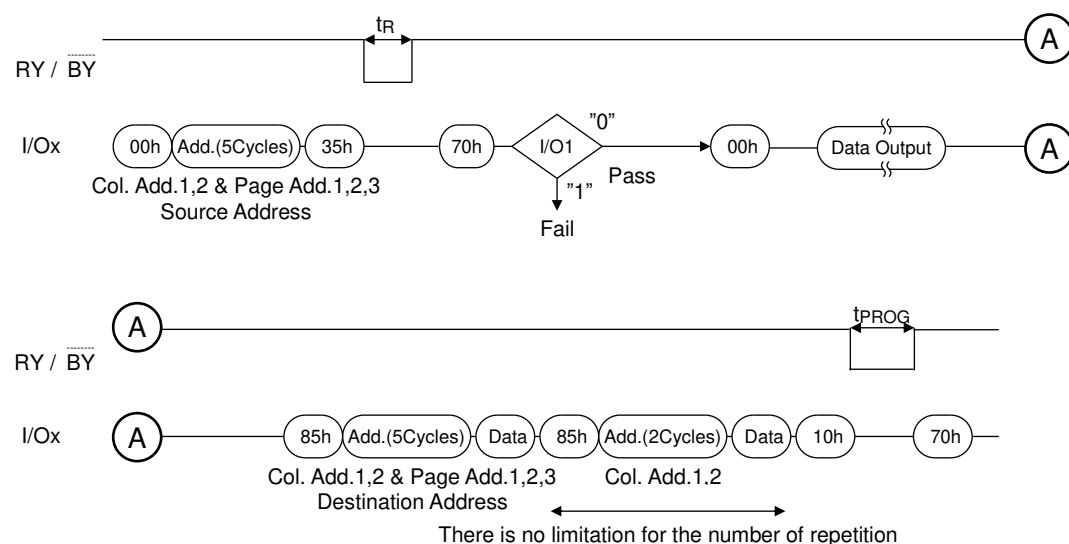 tR
RY / BY
A
I/Ox
00h Add.(5Cycles) 35h 70h I/O1 "0" 00h Data Output A
Pass
"1"
Col. Add.1,2 & Page Add.1,2,3
Source Address
Fail
A
tPROG
RY / BY
I/Ox
A
85h Add.(5Cycles) Data 85h Add.(2Cycles) Data 10h 70h
Col. Add.1,2 & Page Add.1,2,3
Col. Add.1,2
Destination Address
There is no limitation for the number of repetition